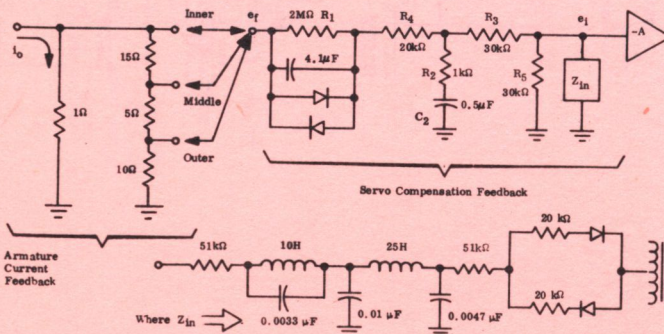 Inner
e_f
2MΩ R₁
R₄
R₃
e_i
i_o
15Ω
4.1µF
20kΩ
30kΩ
-A
R₂
1kΩ
R₅
30kΩ
Z_in
Middle
1Ω
5Ω
C₂
0.5µF
Outer
10Ω
Servo Compensation Feedback
Armature
Current
Feedback
51kΩ
10H
25H
51kΩ
20 kΩ
Where Z_in
0.0033 µF
0.01 µF
0.0047 µF
20 kΩ